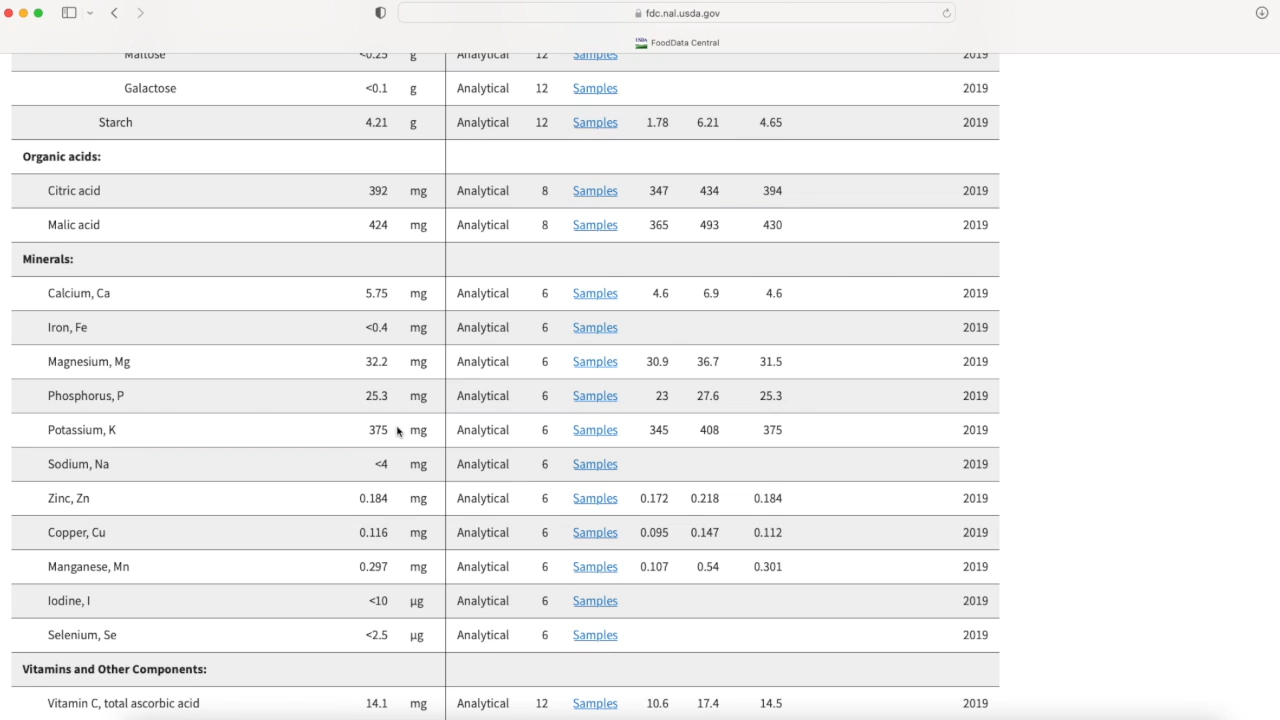 fdc.nal.usda.gov
USDA FoodData Central
Maltose <0.25 g Analytical 12 Samples 2019
Galactose <0.1 g Analytical 12 Samples 2019
Starch 4.21 g Analytical 12 Samples 1.78 6.21 4.65 2019
Organic acids:
Citric acid 392 mg Analytical 8 Samples 347 434 394 2019
Malic acid 424 mg Analytical 8 Samples 365 493 430 2019
Minerals:
Calcium, Ca 5.75 mg Analytical 6 Samples 4.6 6.9 4.6 2019
Iron, Fe <0.4 mg Analytical 6 Samples 2019
Magnesium, Mg 32.2 mg Analytical 6 Samples 30.9 36.7 31.5 2019
Phosphorus, P 25.3 mg Analytical 6 Samples 23 27.6 25.3 2019
Potassium, K 375 mg Analytical 6 Samples 345 408 375 2019
Sodium, Na <4 mg Analytical 6 Samples 2019
Zinc, Zn 0.184 mg Analytical 6 Samples 0.172 0.218 0.184 2019
Copper, Cu 0.116 mg Analytical 6 Samples 0.095 0.147 0.112 2019
Manganese, Mn 0.297 mg Analytical 6 Samples 0.107 0.54 0.301 2019
Iodine, I <10 µg Analytical 6 Samples 2019
Selenium, Se <2.5 µg Analytical 6 Samples 2019
Vitamins and Other Components:
Vitamin C, total ascorbic acid 14.1 mg Analytical 12 Samples 10.6 17.4 14.5 2019